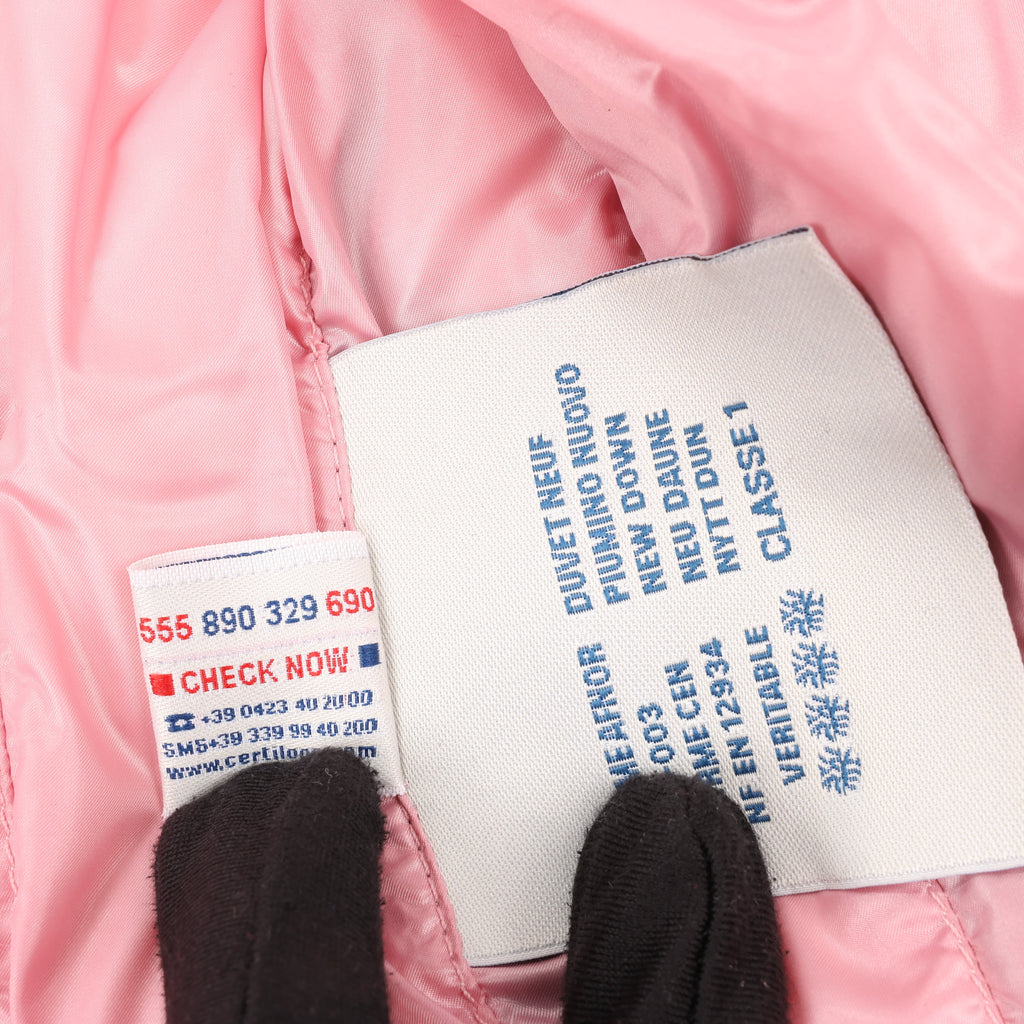 555 890 329 690
CHECK NOW
+39 0423 40 2000
SMS+39 339 99 40 200
DUVET NEUF
PIUMINO NUOVO
NEW DOWN
NEU DAUNE
NYTT DUN
CLASSE 1
AFNOR
003
CEN
NF EN 12934
VERITABLE